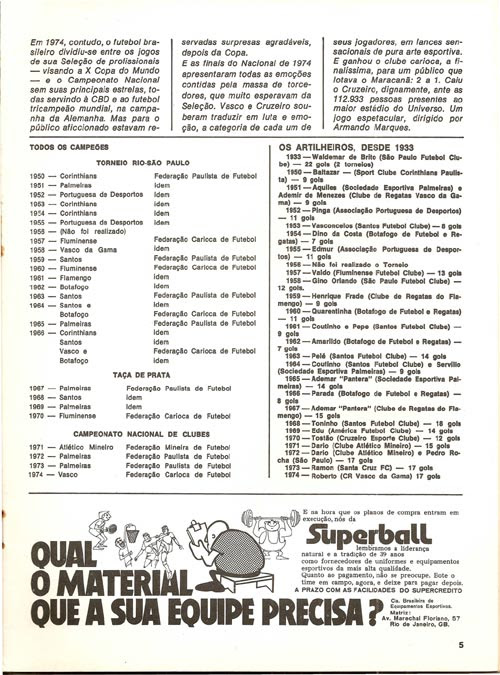 Em 1974, contudo, o futebol bra-
sileiro dividiu-se entre os jogos
de sua Seleção de profissionais
— visando a X Copa do Mundo
— e o Campeonato Nacional
sem suas principais estrelas, to-
das servindo à CBD e ao futebol
tricampeão mundial, na campa-
nha da Alemanha. Mas para o
público aficcionado estavam re-
servadas surpresas agradáveis,
depois da Copa.
E as finais do Nacional de 1974
apresentaram todas as emoções
contidas pela massa de torce-
dores, que muito esperavam da
Seleção. Vasco e Cruzeiro sou-
beram traduzir em luta e emo-
ção, a categoria de cada um de
seus jogadores, em lances sen-
sacionais de pura arte esportiva.
E ganhou o clube carioca, a fi-
nalíssima, para um público que
lotava o Maracanã: 2 a 1. Caiu
o Cruzeiro, dignamente, ante as
112.933 pessoas presentes ao
maior estádio do Universo. Um
jogo espetacular, dirigido por
Armando Marques.
TODOS OS CAMPEÕES
TORNEIO RIO-SÃO PAULO
1950 — Corinthians Federação Paulista de Futebol
1951 — Palmeiras Idem
1952 — Portuguesa de Desportos Idem
1953 — Corinthians Idem
1954 — Corinthians Idem
1955 — Portuguesa de Desportos Idem
1956 — (Não foi realizado)
1957 — Fluminense Federação Carioca de Futebol
1958 — Vasco da Gama Idem
1959 — Santos Federação Paulista de Futebol
1960 — Fluminense Federação Carioca de Futebol
1961 — Flamengo Idem
1962 — Botafogo Idem
1963 — Santos Federação Paulista de Futebol
1964 — Santos e Idem
Botafogo Federação Carioca de Futebol
1965 — Palmeiras Federação Paulista de Futebol
1966 — Corinthians Idem
Santos Idem
Vasco e Federação Carioca de Futebol
Botafogo Idem
TAÇA DE PRATA
1967 — Palmeiras Federação Paulista de Futebol
1968 — Santos Idem
1969 — Palmeiras Idem
1970 — Fluminense Federação Carioca de Futebol
CAMPEONATO NACIONAL DE CLUBES
1971 — Atlético Mineiro Federação Mineira de Futebol
1972 — Palmeiras Federação Paulista de Futebol
1973 — Palmeiras Federação Paulista de Futebol
1974 — Vasco Federação Carioca de Futebol
OS ARTILHEIROS, DESDE 1933
1933 — Waldemar de Brito (São Paulo Futebol Clu-
be) — 22 gols (2 torneios)
1950 — Baltazar — (Sport Clube Corinthians Paulis-
ta) — 9 gols
1951 — Aquiles (Sociedade Esportiva Palmeiras) e
Ademir de Menezes (Clube de Regatas Vasco da Ga-
ma) — 9 gols
1952 — Pinga (Associação Portuguesa de Desportos)
— 11 gols
1953 — Vasconcelos (Santos Futebol Clube) — 8 gols
1954 — Dino da Costa (Botafogo de Futebol e Re-
gatas) — 7 gols
1955 — Edmur (Associação Portuguesa de Despor-
tos) — 11 gols
1956 — Não foi realizado o Torneio
1957 — Valdo (Fluminense Futebol Clube) — 13 gols
1958 — Gino Orlando (São Paulo Futebol Clube) —
12 gols.
1959 — Henrique Frade (Clube de Regatas do Fla-
mengo) — 9 gols
1960 — Quarentinha (Botafogo de Futebol e Regatas)
— 11 gols
1961 — Coutinho e Pepe (Santos Futebol Clube) —
9 gols
1962 — Amarildo (Botafogo de Futebol e Regatas) —
7 gols
1963 — Pelé (Santos Futebol Clube) — 14 gols
1964 — Coutinho (Santos Futebol Clube) e Servílio
(Sociedade Esportiva Palmeiras) — 9 gols
1965 — Ademar "Pantera" (Sociedade Esportiva Pal-
meiras) — 14 gols
1966 — Parada (Botafogo de Futebol e Regatas) —
8 gols
1967 — Ademar "Pantera" (Clube de Regatas do Fla-
mengo) — 15 gols
1968 — Toninho (Santos Futebol Clube) — 18 gols
1969 — Edu (América Futebol Clube) — 14 gols
1970 — Tostão (Cruzeiro Esporte Clube) — 12 gols
1971 — Dario (Clube Atlético Mineiro) — 15 gols
1972 — Dario (Clube Atlético Mineiro) e Pedro Ro-
cha (São Paulo) — 17 gols
1973 — Ramon (Santa Cruz FC) — 17 gols
1974 — Roberto (CR Vasco da Gama) 17 gols
QUAL
O MATERIAL
QUE A SUA EQUIPE PRECISA?
E na hora que os planos de compra entram em
execução, nós da
Superball
lembramos a liderança
natural e a tradição de 39 anos
como fornecedores de uniformes e equipamentos
esportivos da mais alta qualidade.
Quanto ao pagamento, não se preocupe. Bote o
time em campo, agora, e deixe para pagar depois.
A PRAZO COM AS FACILIDADES DO SUPERCREDITO
Cia. Brasileira de
Equipamentos Esportivos.
Matriz:
Av. Marechal Floriano, 57
Rio de Janeiro, GB.
5